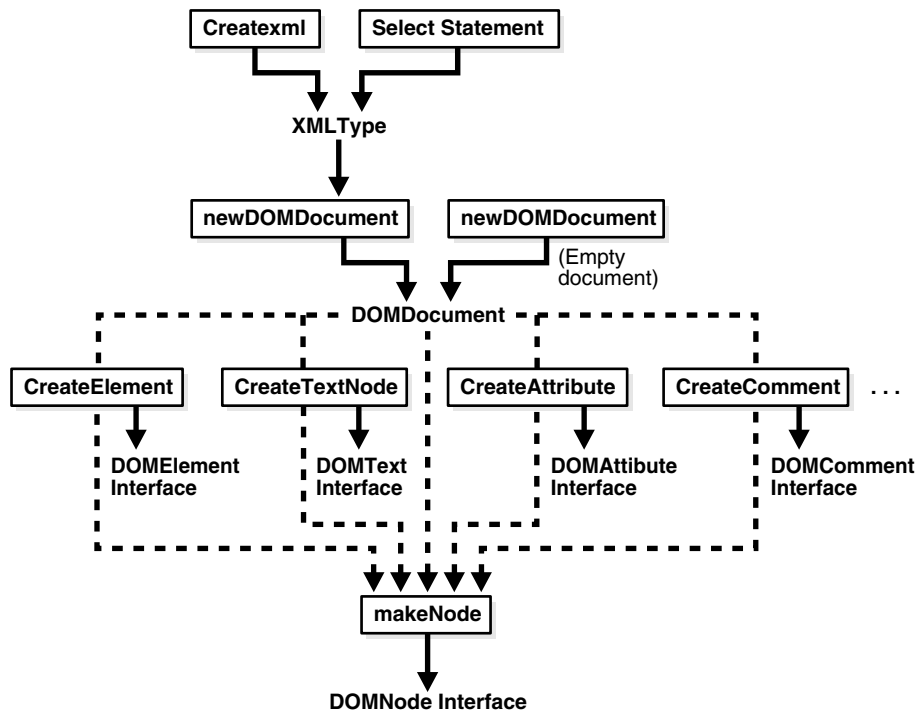 Createxml
Select Statement
XMLType
newDOMDocument
newDOMDocument
(Empty
document)
DOMDocument
CreateElement
CreateTextNode
CreateAttribute
CreateComment
...
DOMElement
Interface
DOMText
Interface
DOMAttibute
Interface
DOMComment
Interface
makeNode
DOMNode Interface